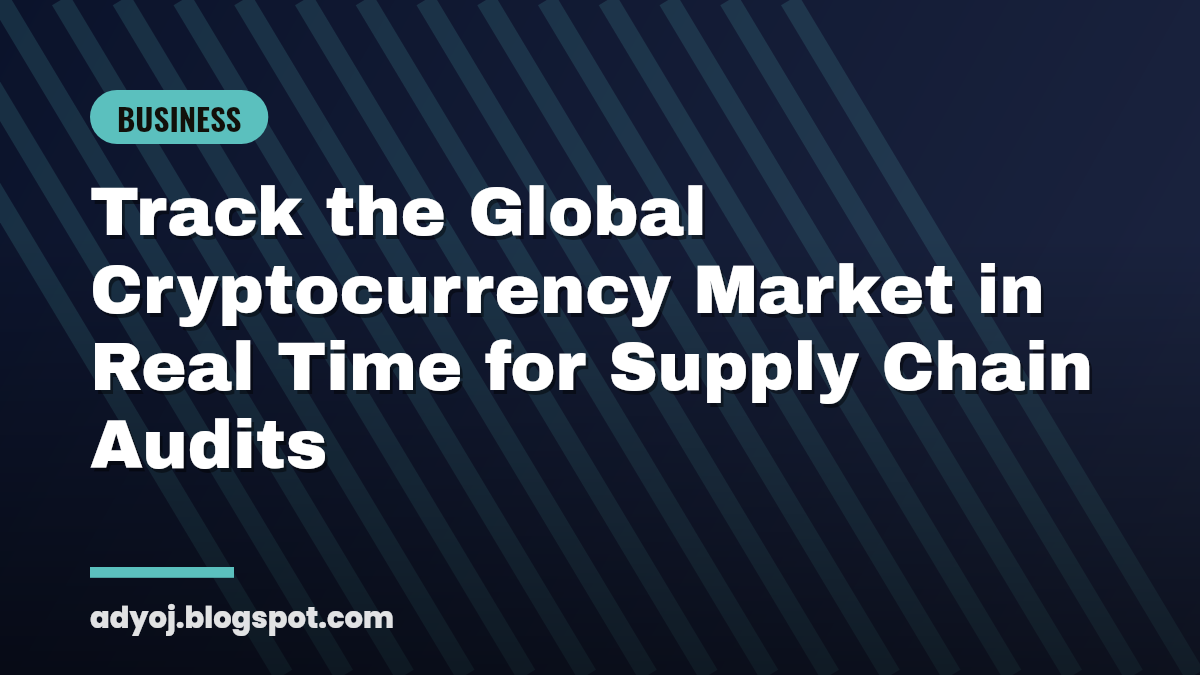 BUSINESS
Track the Global
Cryptocurrency Market in
Real Time for Supply Chain
Audits
adyoj.blogspot.com